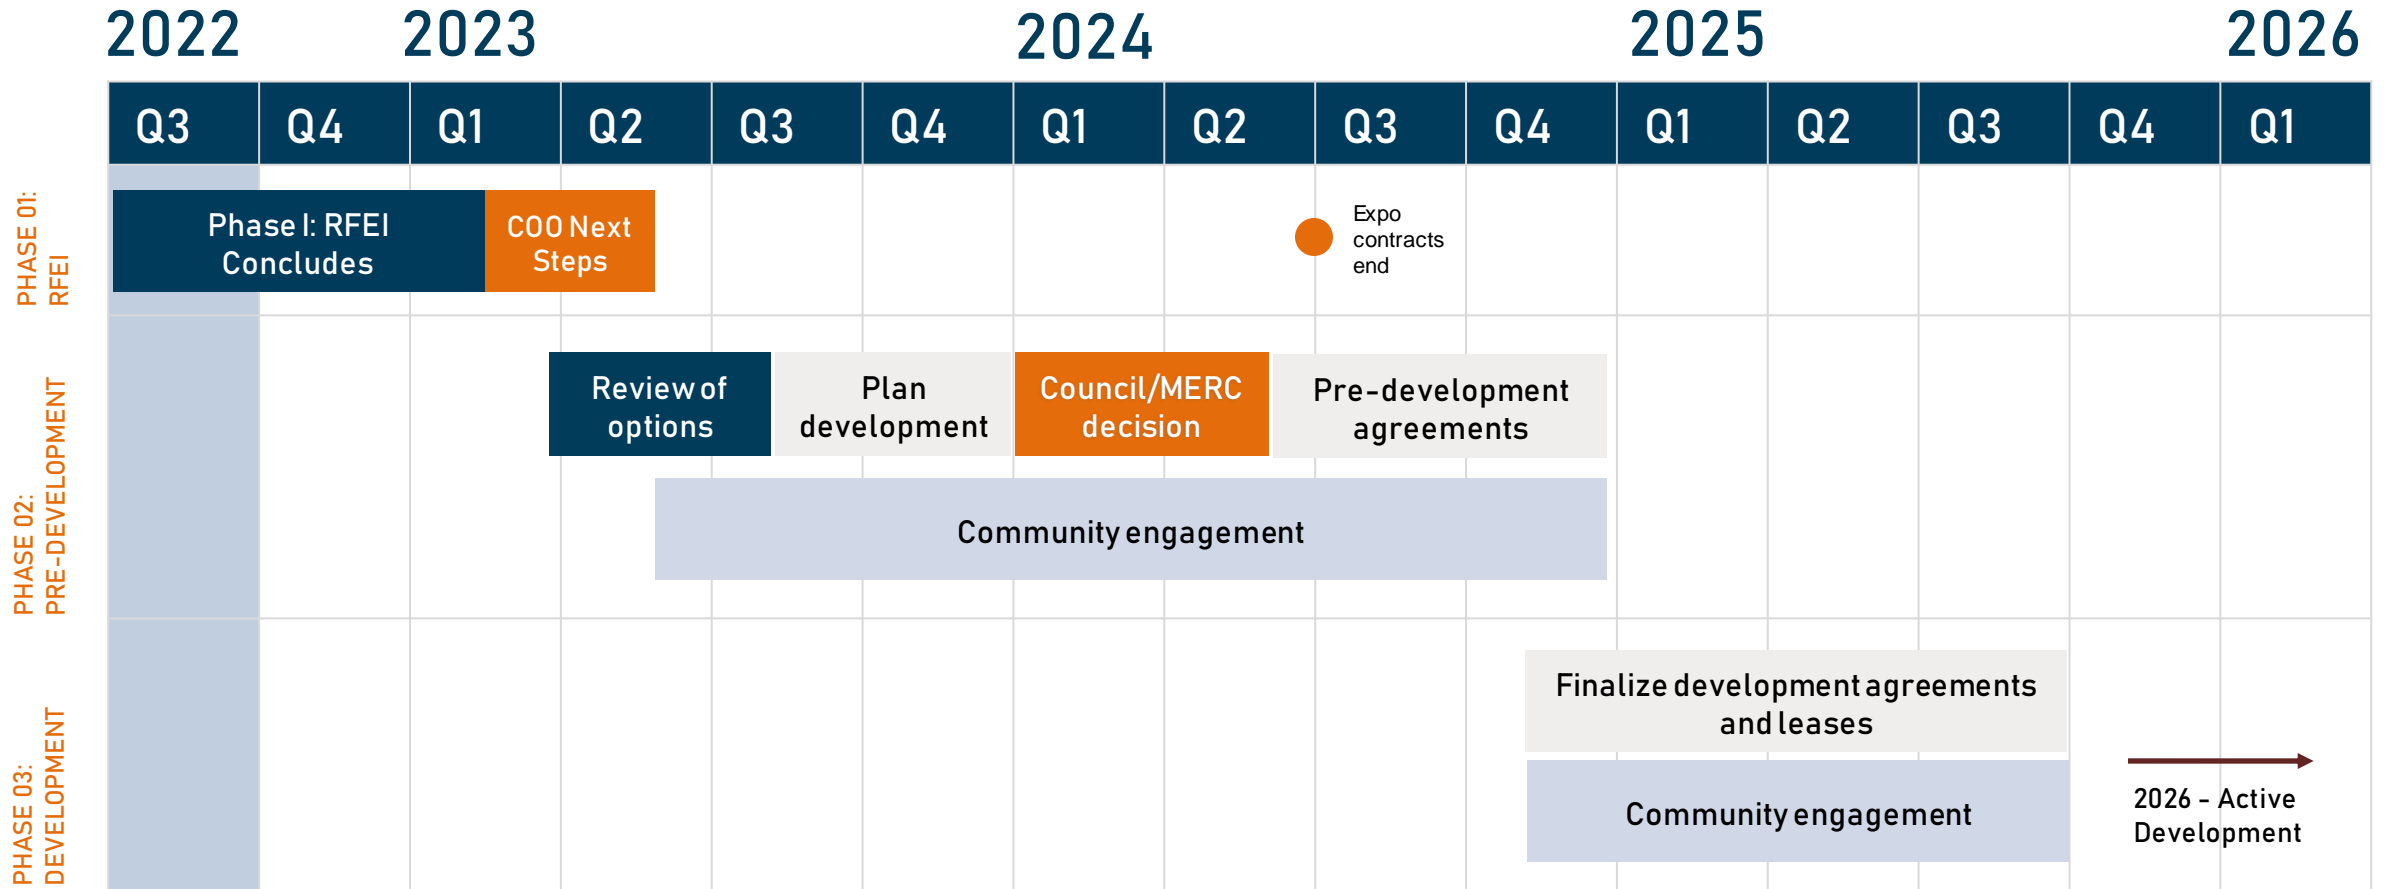 2022 2023 2024 2025 2026
Q3 Q4 Q1 Q2 Q3 Q4 Q1 Q2 Q3 Q4 Q1 Q2 Q3 Q4 Q1
PHASE 01:
RFEI
Phase I: RFEI
Concludes
COO Next
Steps
Expo
contracts
end
PHASE 02:
PRE-DEVELOPMENT
Review of
options
Plan
development
Council/MERC
decision
Pre-development
agreements
Community engagement
PHASE 03:
DEVELOPMENT
Finalize development agreements
and leases
Community engagement
2026 - Active
Development